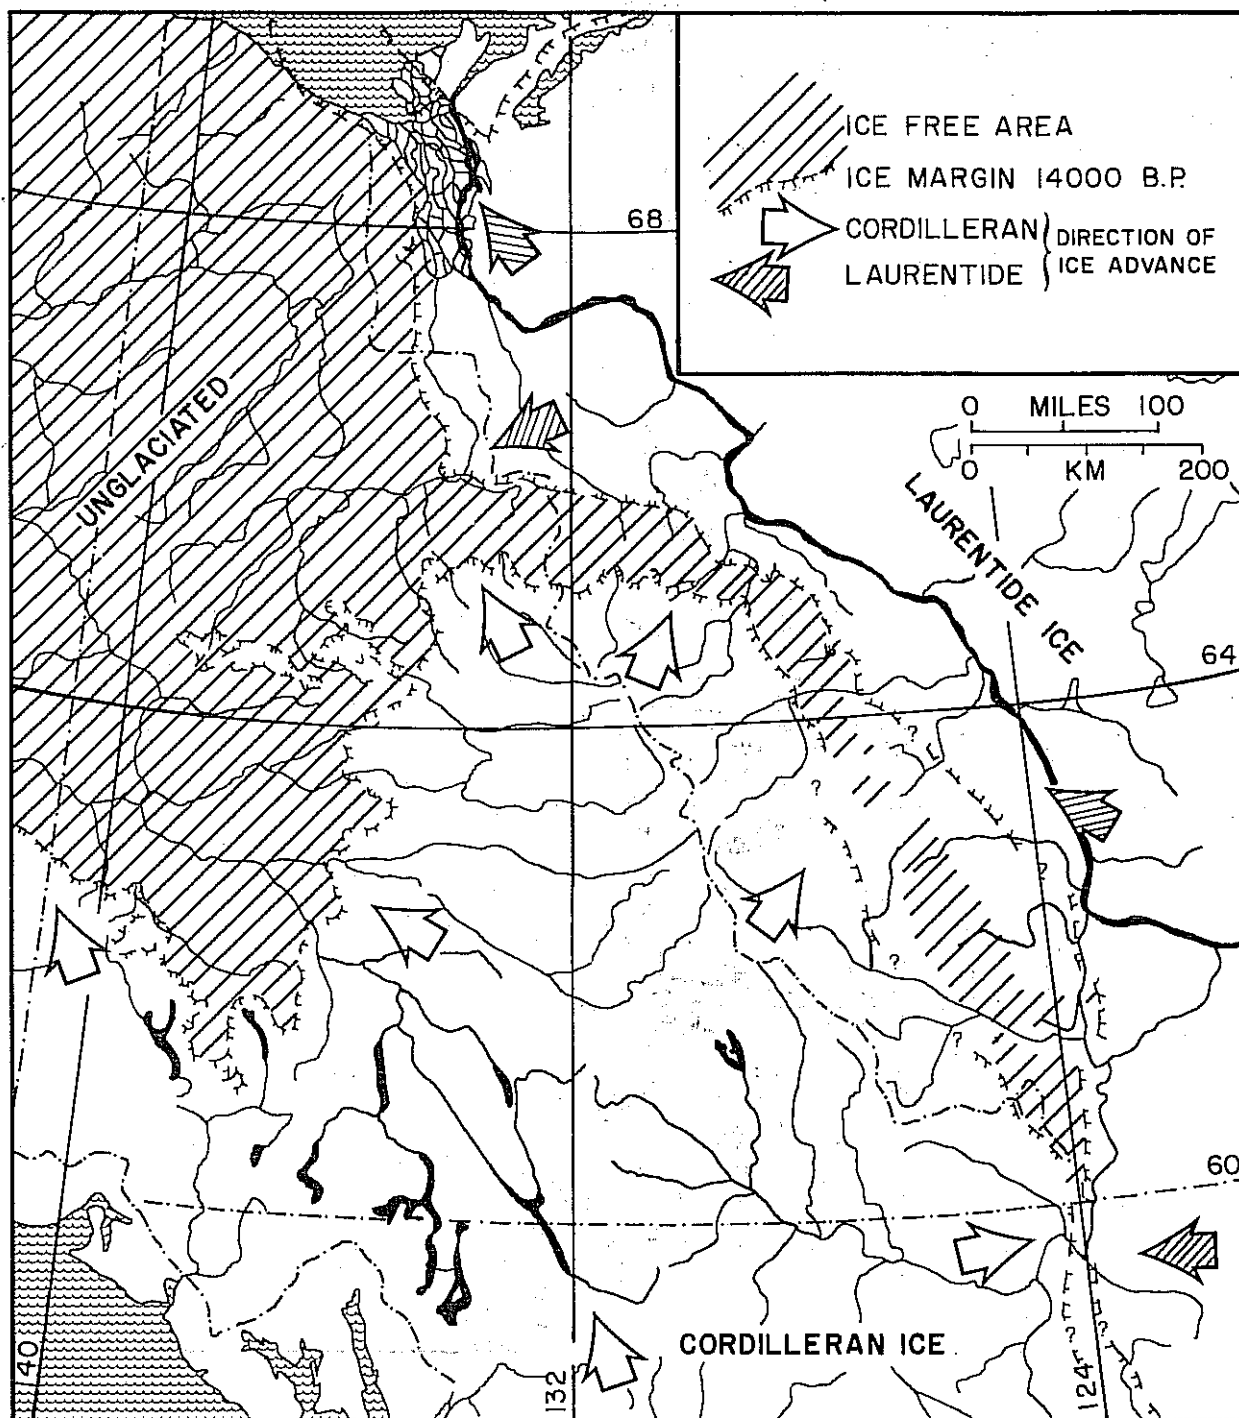 ICE FREE AREA
ICE MARGIN 14000 B.P.
CORDILLERAN
LAURENTIDE
DIRECTION OF
ICE ADVANCE
68
0 MILES 100
0 KM 200
UNGLACIATED
LAURENTIDE ICE
64
?
?
?
?
?
60
CORDILLERAN ICE
? ?
40
132
124